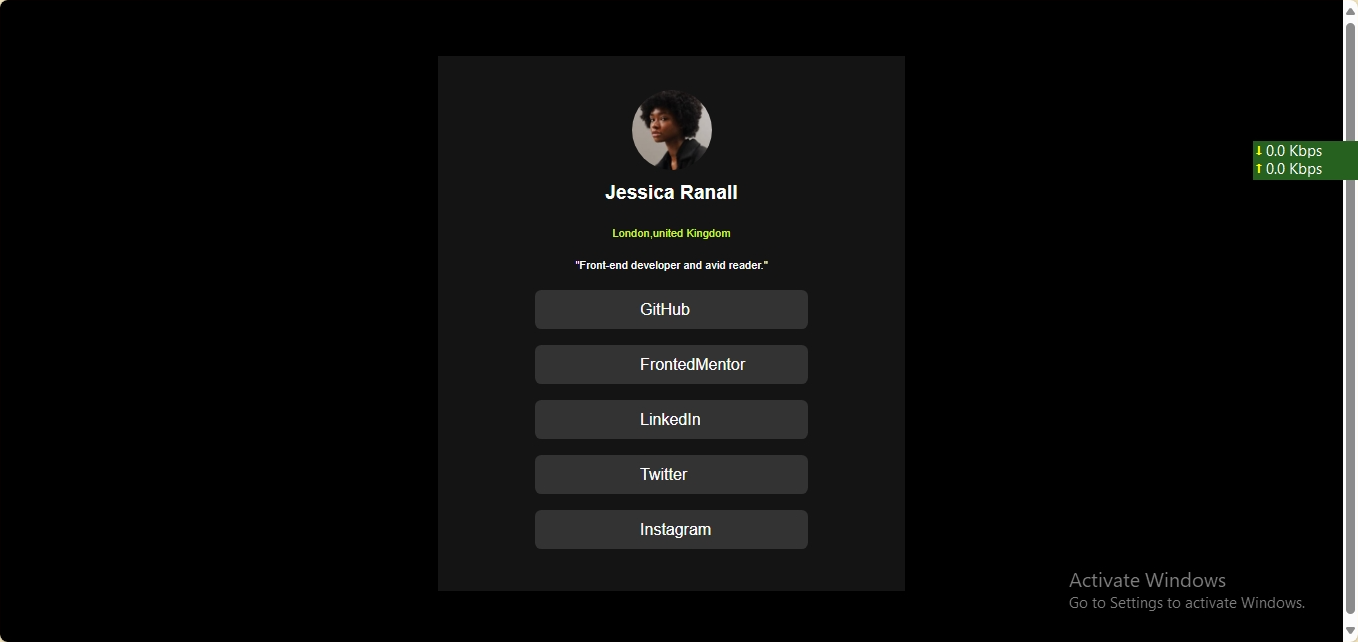 Jessica Ranall
London,united Kingdom
"Front-end developer and avid reader."
GitHub
FrontedMentor
LinkedIn
Twitter
Instagram
↓ 0.0 Kbps
↑ 0.0 Kbps
Activate Windows
Go to Settings to activate Windows.